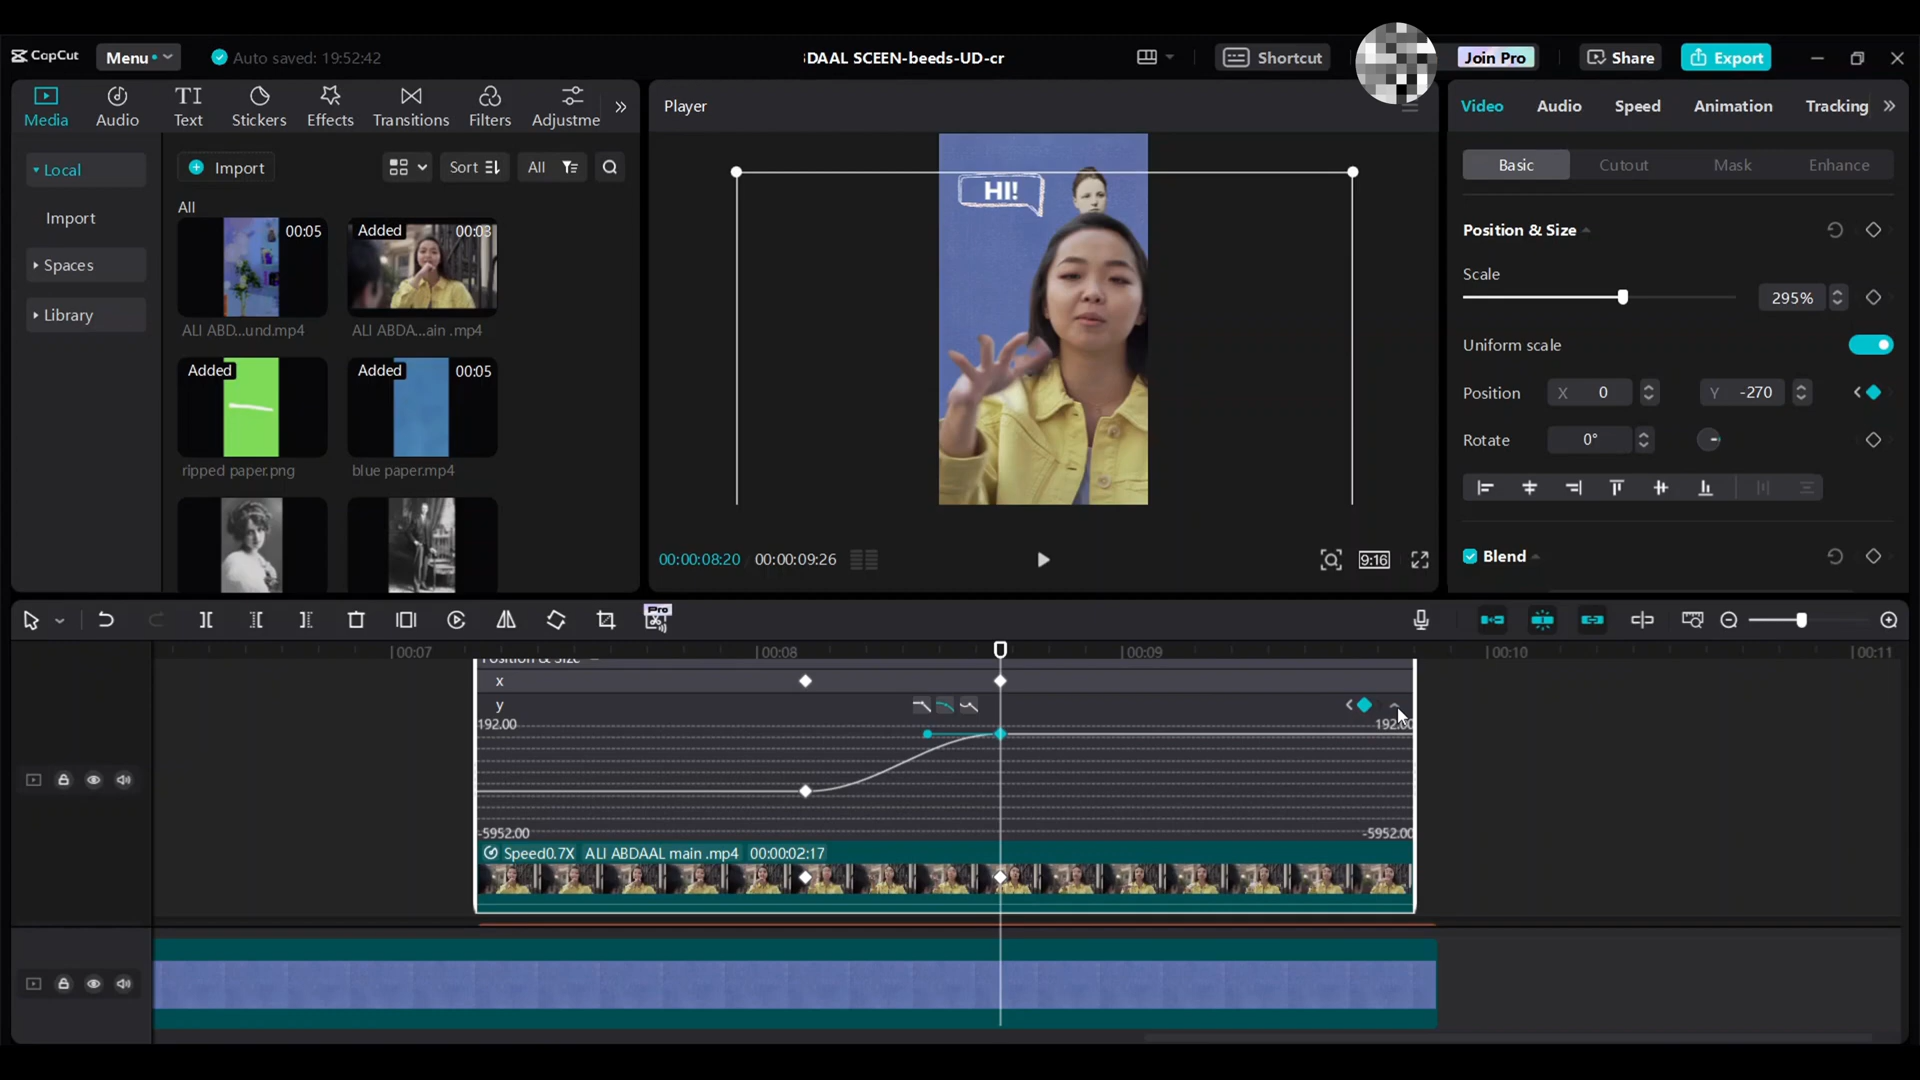 CapCut
Menu
Auto saved: 19:52:42
DAAL SCEEN-beeds-UD-cr
Shortcut
Join Pro
Share
Export
Media
Audio
Text
Stickers
Effects
Transitions
Filters
Adjustme
Player
Video
Audio
Speed
Animation
Tracking
Local
Import
Spaces
Library
Import
Sort
All
All
00:05
ALI ABD...und.mp4
Added
00:03
ALI ABDA...ain .mp4
Added
ripped paper.png
Added
00:05
blue paper.mp4
HI!
00:00:08:20
00:00:09:26
9:16
Basic
Cutout
Mask
Enhance
Position & Size
Scale
295%
Uniform scale
Position
X 0
Y -270
Rotate
0°
Blend
Pro
00:07
00:08
00:09
00:10
00:11
Position & Size
x
y
192.00
192.00
-5952.00
-5952.00
Speed0.7X ALI ABDAAL main .mp4 00:00:02:17